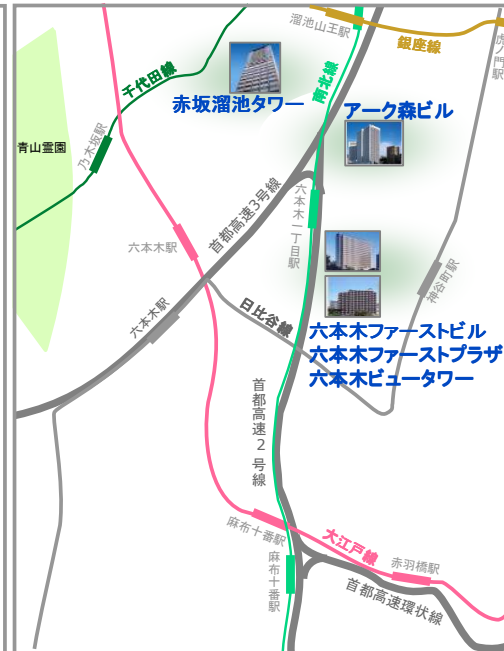 溜池山王駅
銀座線
虎ノ門駅
千代田線
赤坂溜池タワー
南北線
アーク森ビル
青山霊園
乃木坂駅
首都高速3号線
六本木一丁目駅
六本木駅
神谷町駅
六本木駅
日比谷線
六本木ファーストビル
六本木ファーストプラザ
六本木ビュータワー
首都高速2号線
麻布十番駅
大江戸線
麻布十番駅
赤羽橋駅
首都高速環状線